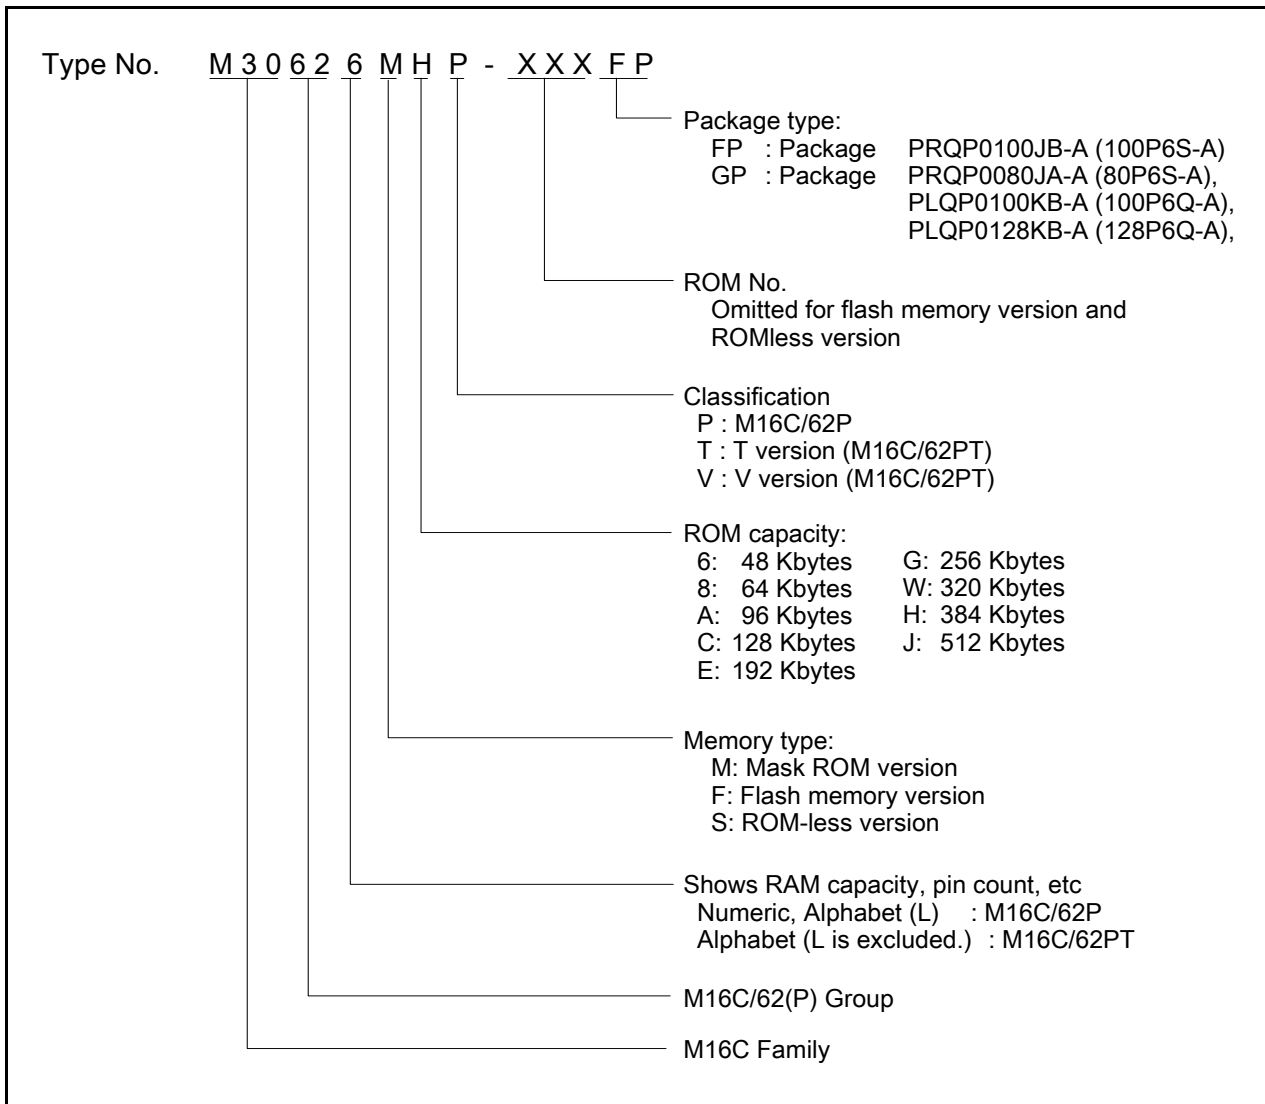 Type No. M 3 0 6 2 6 M H P - X X X F P
Package type:
FP : Package PRQP0100JB-A (100P6S-A)
GP : Package PRQP0080JA-A (80P6S-A),
PLQP0100KB-A (100P6Q-A),
PLQP0128KB-A (128P6Q-A),
ROM No.
Omitted for flash memory version and
ROMless version
Classification
P : M16C/62P
T : T version (M16C/62PT)
V : V version (M16C/62PT)
ROM capacity:
6: 48 Kbytes G: 256 Kbytes
8: 64 Kbytes W: 320 Kbytes
A: 96 Kbytes H: 384 Kbytes
C: 128 Kbytes J: 512 Kbytes
E: 192 Kbytes
Memory type:
M: Mask ROM version
F: Flash memory version
S: ROM-less version
Shows RAM capacity, pin count, etc
Numeric, Alphabet (L) : M16C/62P
Alphabet (L is excluded.) : M16C/62PT
M16C/62(P) Group
M16C Family